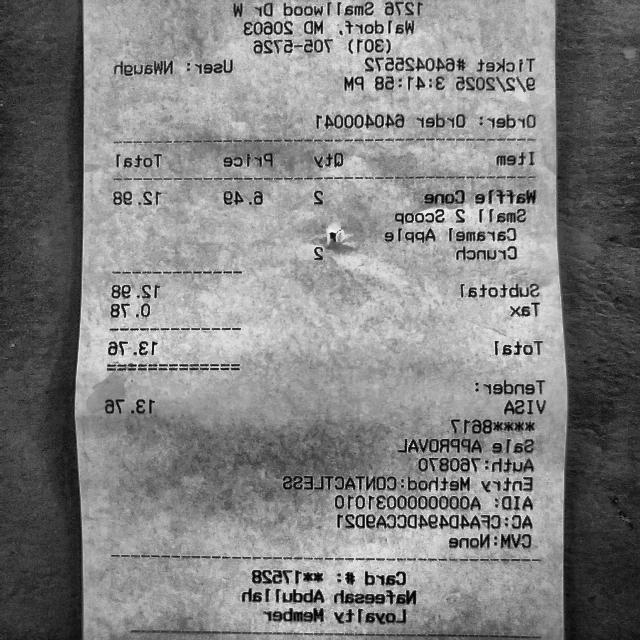 1276 Smallwood Dr W
Waldorf, MD 20603
(301) 705-5726
Ticket #640425572 User: NWaugh
9/2/2025 3:41:58 PM
Order: Order 64040041
Item Qty Price Total
Waffle Cone 2 6.49 12.98
Small 2 Scoop
Caramel Apple
Crunch 2
Subtotal 12.98
Tax 0.78
Total 13.76
Tender:
VISA 13.76
****8617
Sale APPROVAL
Auth:760870
Entry Method:CONTACTLESS
AID: A0000000031010
AC:CFA4D494DCCA9D21
CVM:None
Card #: **17528
Nafeesah Abdullah
Loyalty Member